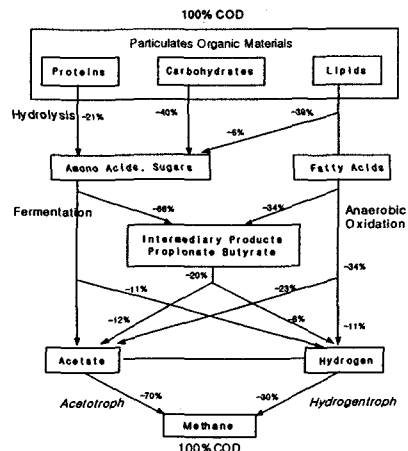 100% COD
Particulates Organic Materials
Proteins
Carbohydrates
Lipids
Hydrolysis
~21%
~40%
~5%
~39%
Amono Acids, Sugars
Fatty Acids
Fermentation
~66%
~34%
Anaerobic
Oxidation
Intermediary Products
Propionate Butyrate
~20%
~34%
~11%
~23%
~12%
~8%
~11%
Acetate
Hydrogen
Acetotroph
~70%
~30%
Hydrogentroph
Methane
100% COD